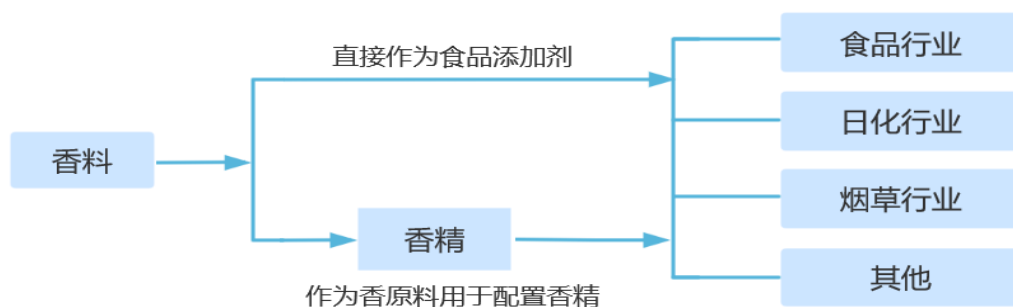 直接作为食品添加剂
食品行业
日化行业
香料
烟草行业
香精
其他
作为香原料用于配置香精